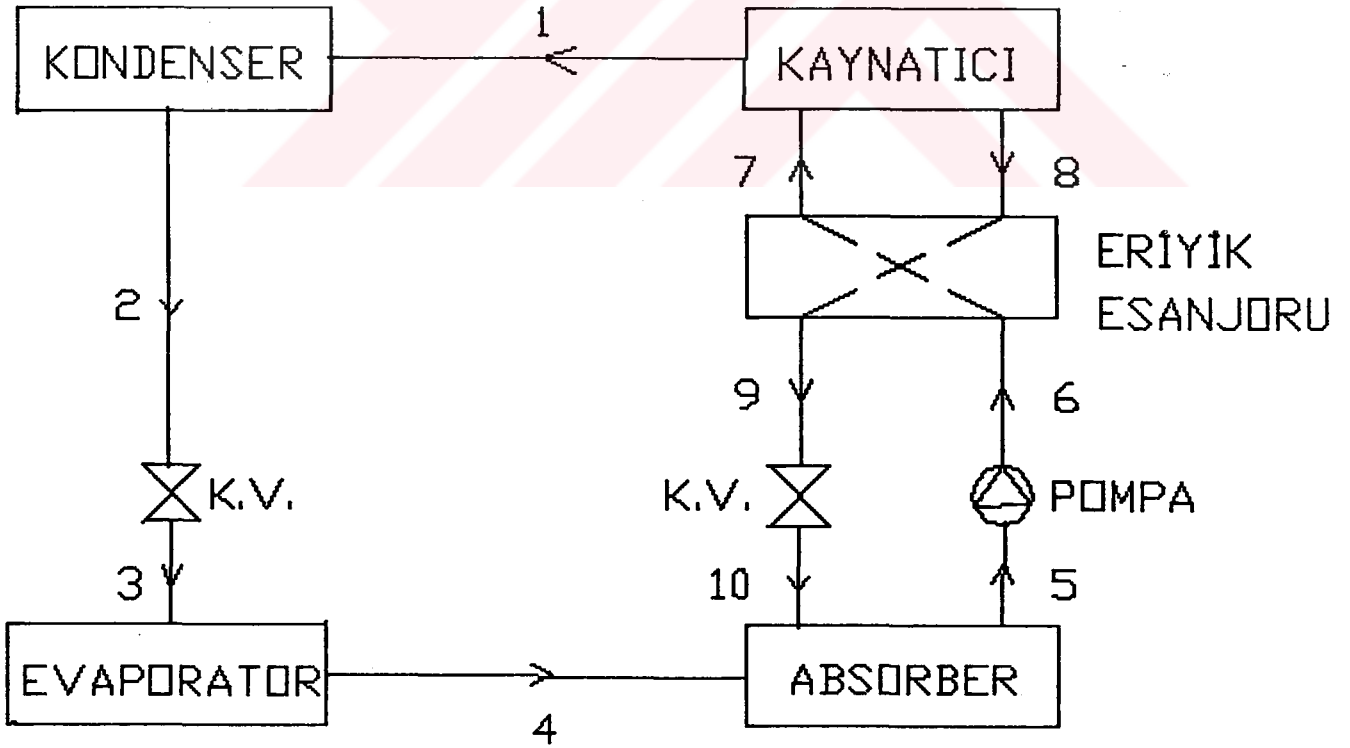 1
KONDENSER
KAYNATICI
7
8
ERİYİK
ESANJORU
2
9
6
K.V.
K.V.
POMPA
3
10
5
EVAPORATOR
ABSORBER
4